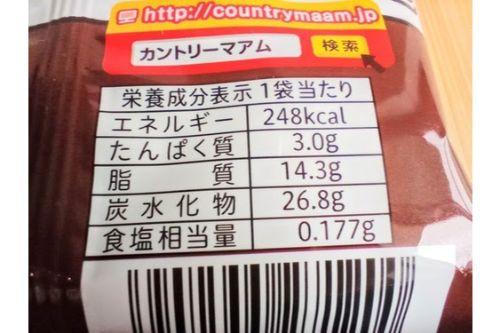 http://countrymaam.jp
カントリーマアム 検索
栄養成分表示 1袋当たり
エネルギー 248kcal
たんぱく質 3.0g
脂質 14.3g
炭水化物 26.8g
食塩相当量 0.177g